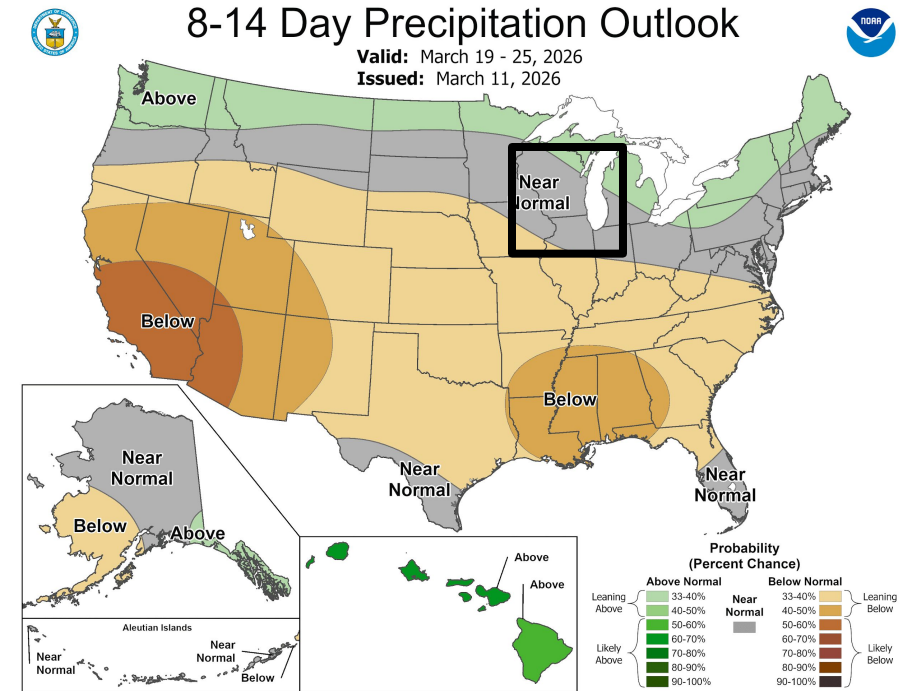 8-14 Day Precipitation Outlook
Valid: March 19 - 25, 2026
Issued: March 11, 2026
NOAA
Above
Near
Normal
Below
Below
Near
Normal
Near
Normal
Near
Normal
Below
Above
Aleutian Islands
Near
Normal
Near
Normal
Below
Above
Above
Probability
(Percent Chance)
Above Normal
Below Normal
Leaning
Above
33-40%
40-50%
Likely
Above
50-60%
60-70%
70-80%
80-90%
90-100%
Near
Normal
33-40%
40-50%
Leaning
Below
50-60%
60-70%
70-80%
80-90%
90-100%
Likely
Below